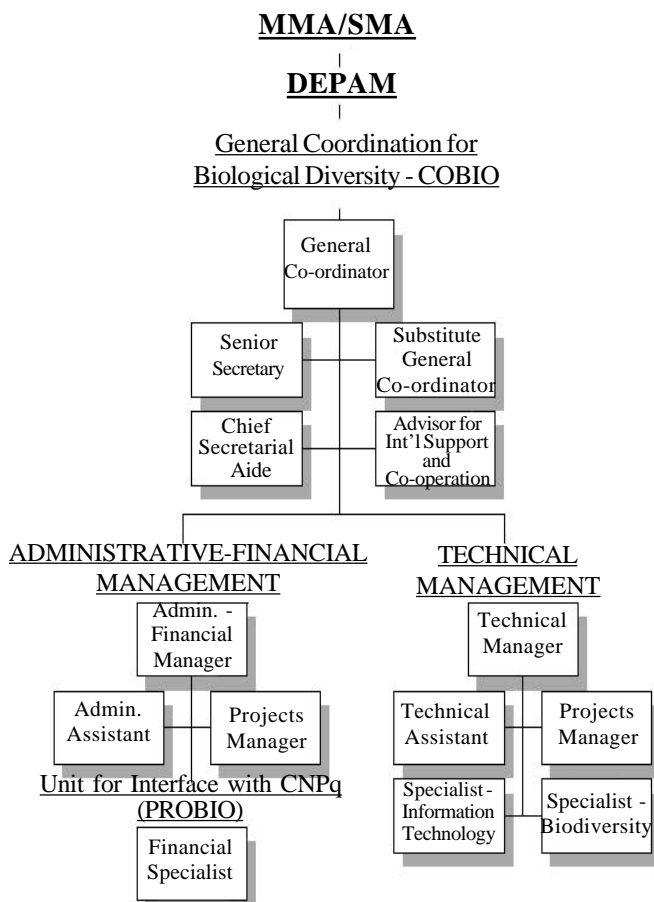 MMA/SMA
DEPAM
General Coordination for
Biological Diversity - COBIO
General
Co-ordinator
Senior
Secretary
Substitute
General
Co-ordinator
Chief
Secretarial
Aide
Advisor for
Int'l Support
and
Co-operation
ADMINISTRATIVE-FINANCIAL
MANAGEMENT
Admin. -
Financial
Manager
Admin.
Assistant
Projects
Manager
Unit for Interface with CNPq
(PROBIO)
Financial
Specialist
TECHNICAL
MANAGEMENT
Technical
Manager
Technical
Assistant
Projects
Manager
Specialist -
Information
Technology
Specialist -
Biodiversity